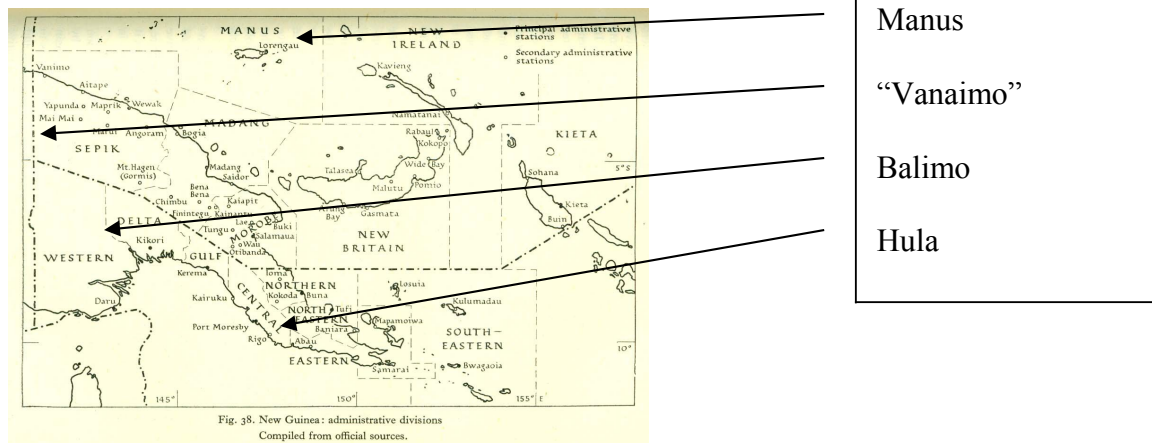 MANUS
Lorengau
NEW
IRELAND
Principal administrative
stations
Secondary administrative
stations
Kavieng
Vanimo
Aitape
Yapunda
Maprik
Wewak
Mai Mai
Marui
Angoram
Bogia
MADANG
SEPIK
Namatanai
Rabaul
Kokopo
KIETA
Mt.Hagen
(Gormis)
Madang
Saidor
Talasea
Wide Bay
Malutu
Pomio
Sohana
5°S
Bena
Bena
Chimbu
Kaiapit
Finintegu
Kainantu
Arung
Bay
Gasmata
Kieta
Buin
DELTA
Tungu
Lae
MOROBE
Buki
Salamaua
Wau
Otibanda
NEW
BRITAIN
Kikori
WESTERN
GULF
Kerema
Ioma
NORTHERN
Kokoda
Buna
Losuia
Daru
Kairuku
CENTRAL
NORTH
EASTERN
Tufi
Kulumadau
Mapamoiwa
Port Moresby
Baniara
Rigo
Abau
SOUTH-
EASTERN
10°
EASTERN
Samarai
Bwagaoia
145°
150°
155° E
Fig. 38. New Guinea: administrative divisions
Compiled from official sources.
Manus
“Vanaimo”
Balimo
Hula